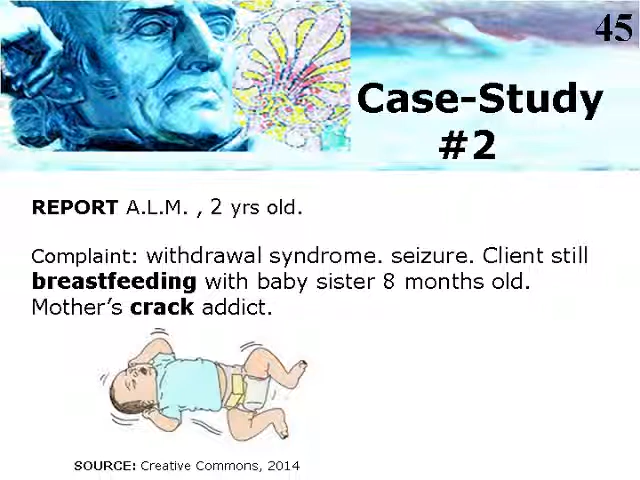 45
Case-Study
#2
REPORT A.L.M. , 2 yrs old.
Complaint: withdrawal syndrome. seizure. Client still
breastfeeding with baby sister 8 months old.
Mother's crack addict.
SOURCE: Creative Commons, 2014